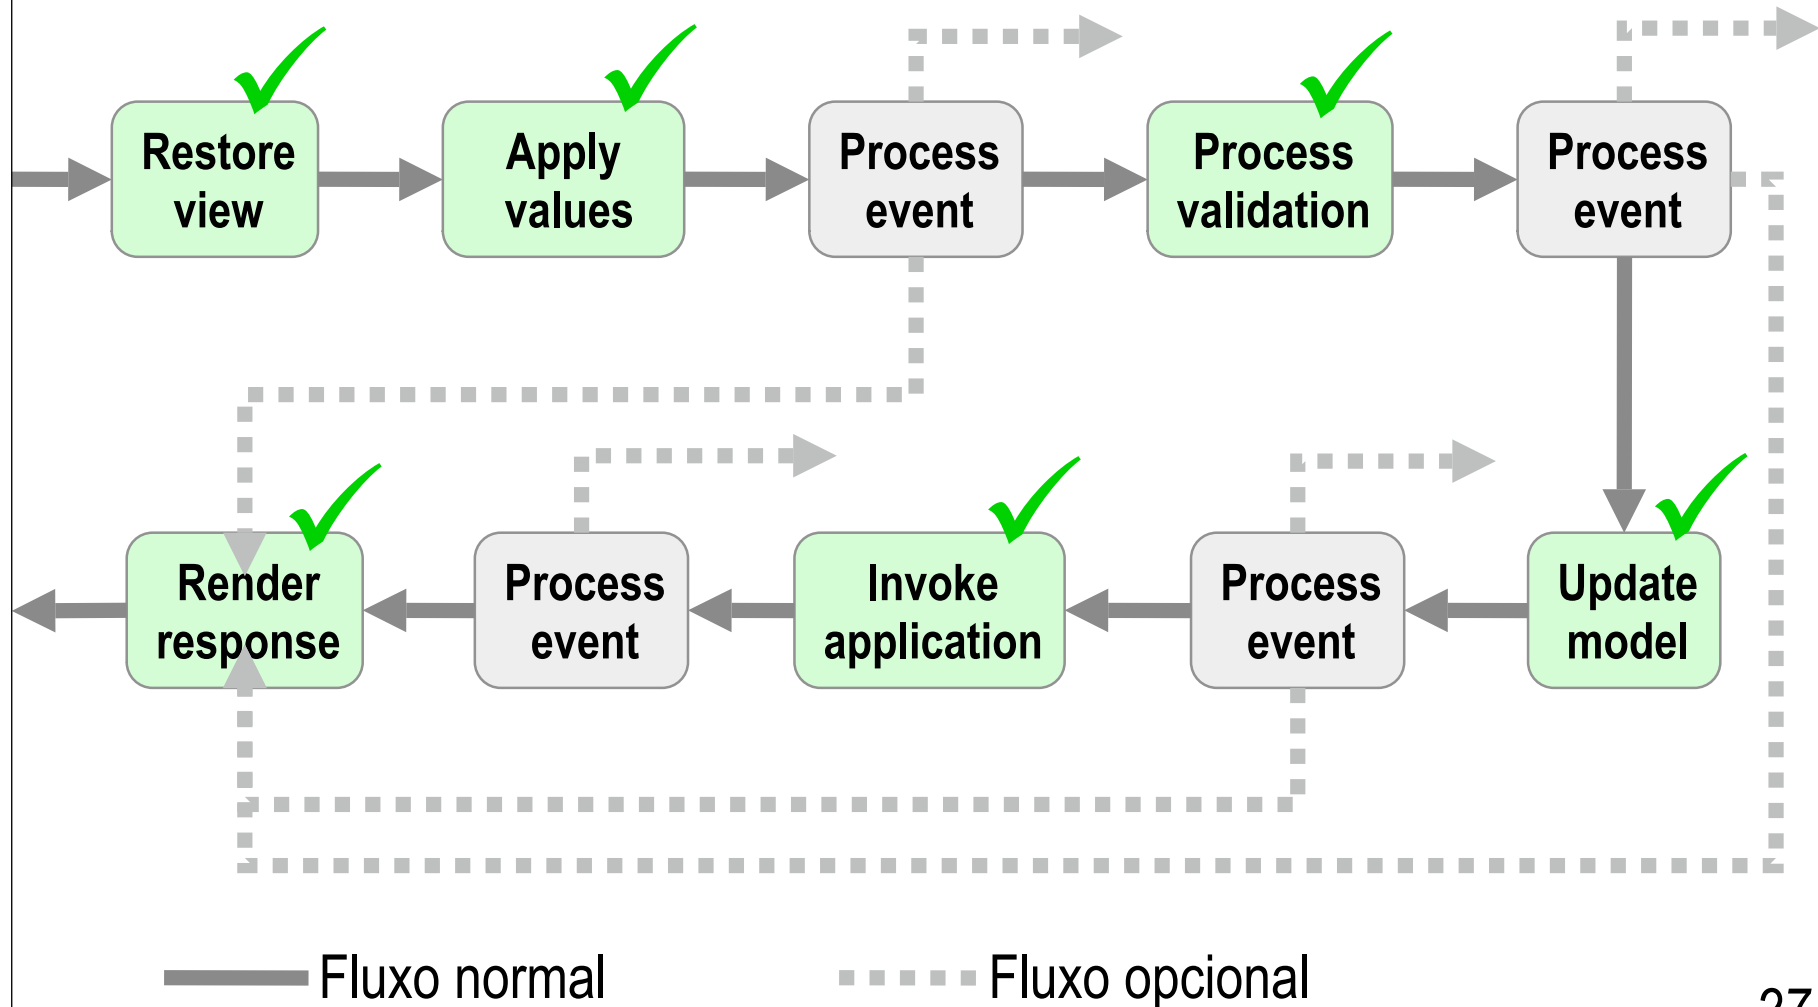 Restore
view
Apply
values
Process
event
Process
validation
Process
event
Render
response
Process
event
Invoke
application
Process
event
Update
model
Fluxo normal
Fluxo opcional
27